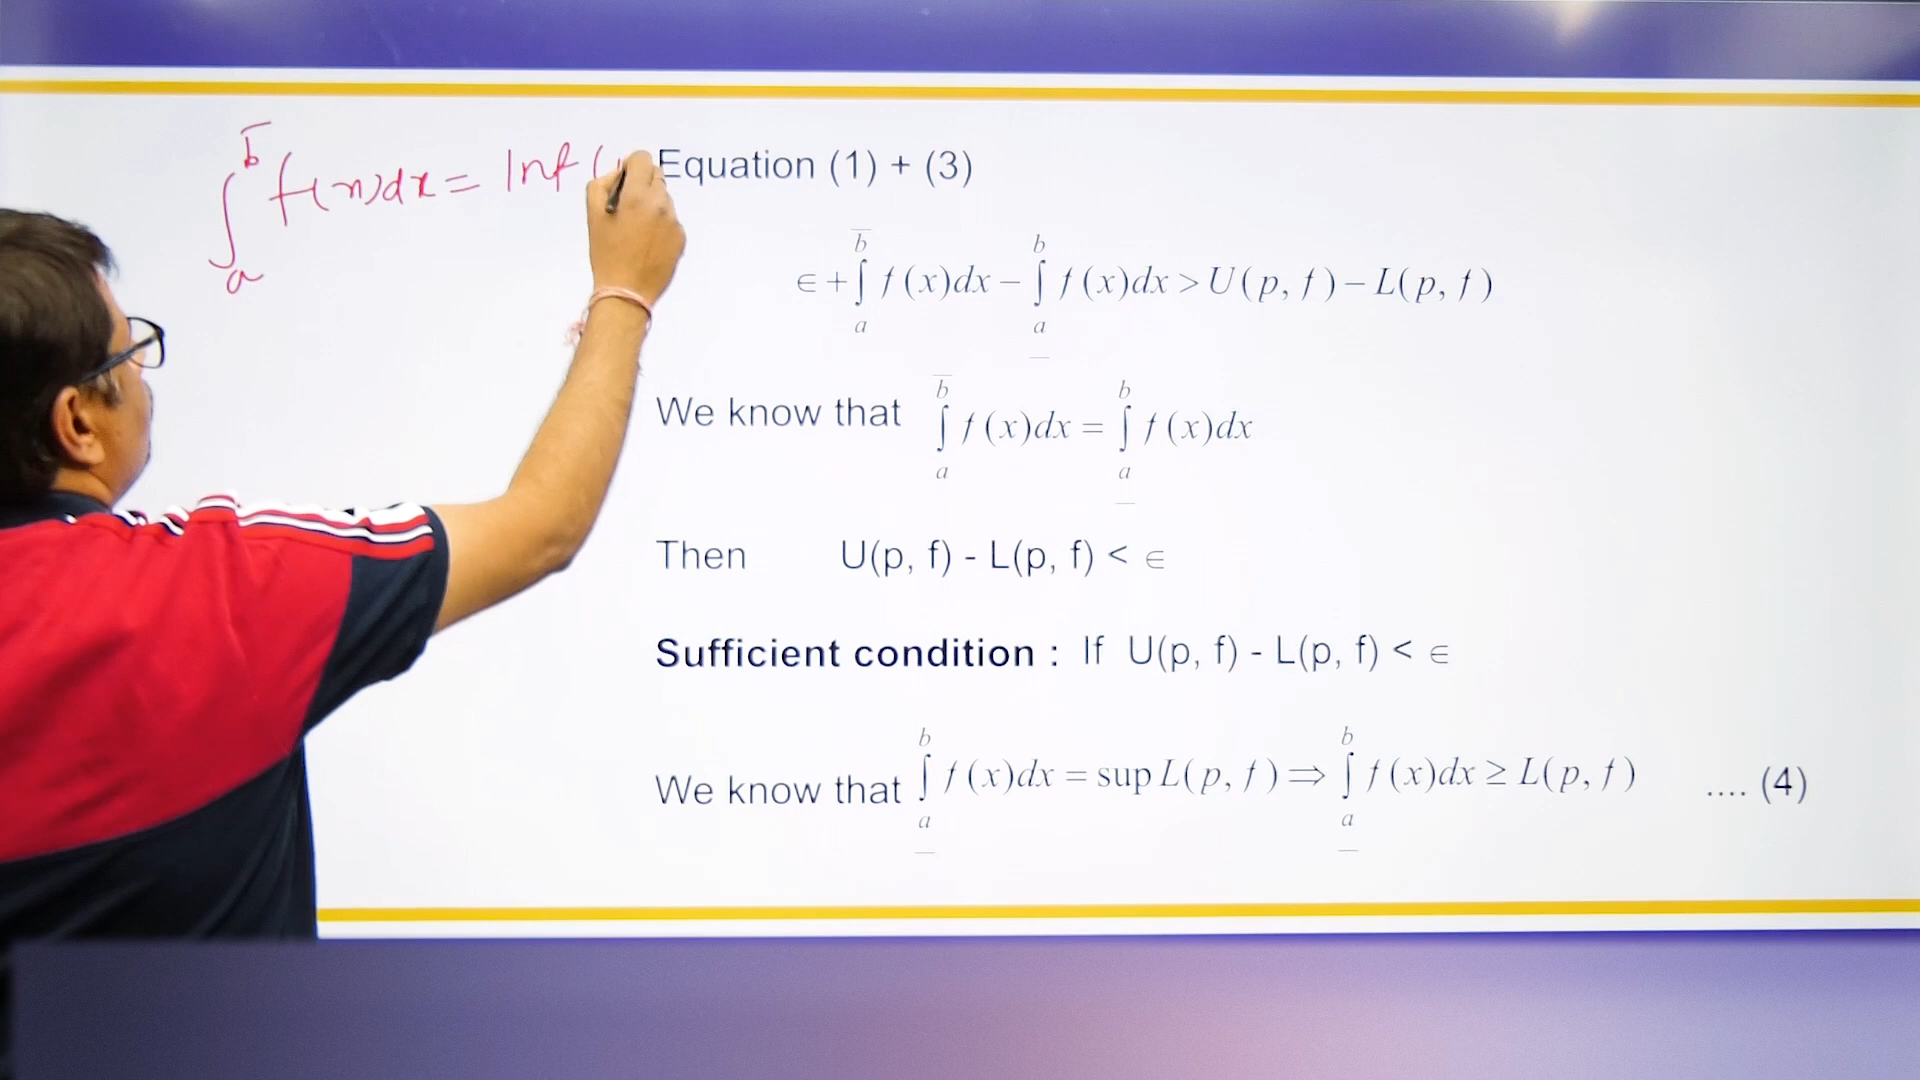 ∫_a^b̅ f(x)dx = Inf (
Equation (1) + (3)
∈ + ∫_a^b̅ f(x)dx − ∫_a̲^b f(x)dx > U(p, f) − L(p, f)
We know that ∫_a^b̅ f(x)dx = ∫_a̲^b f(x)dx
Then U(p, f) - L(p, f) < ∈
Sufficient condition : If U(p, f) - L(p, f) < ∈
We know that ∫_a̲^b f(x)dx = sup L(p, f) ⇒ ∫_a̲^b f(x)dx ≥ L(p, f) .... (4)